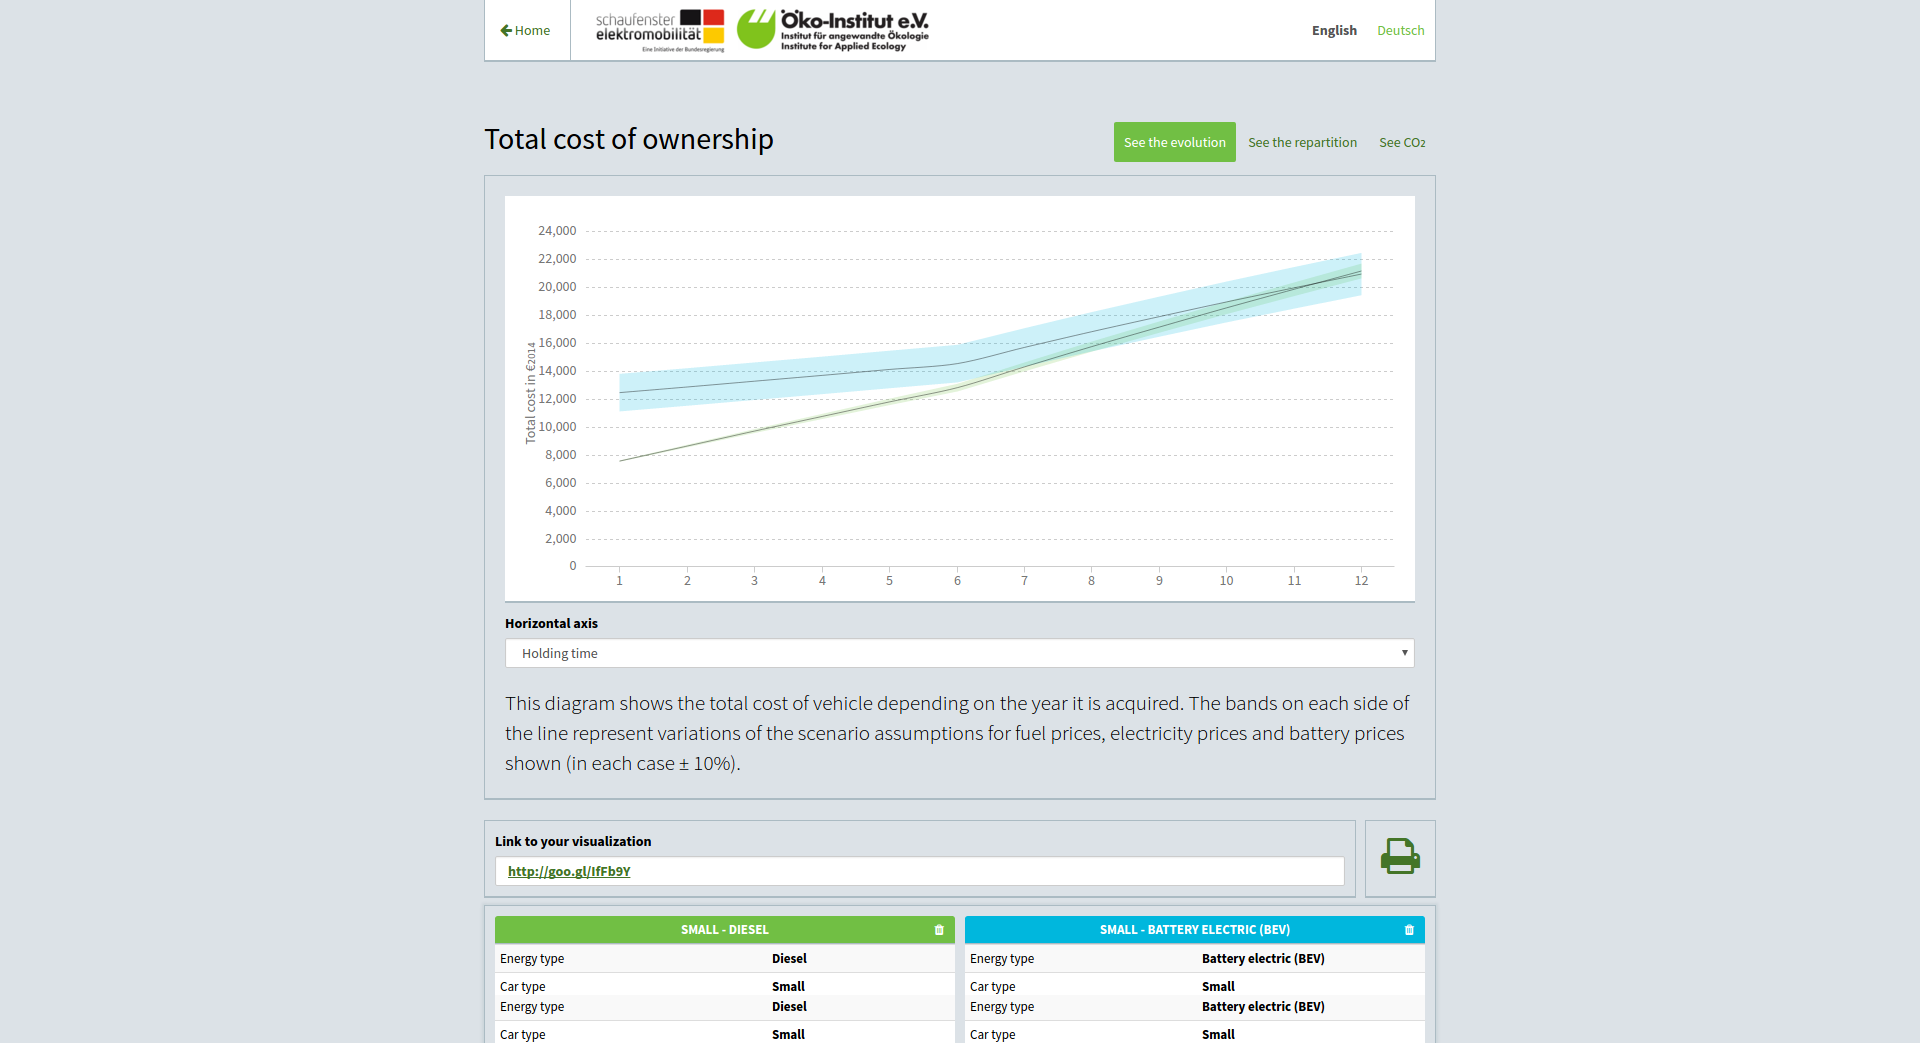 Home
schaufenster
elektromobilität
Eine Initiative der Bundesregierung
Öko-Institut e.V.
Institut für angewandte Ökologie
Institute for Applied Ecology
English
Deutsch
Total cost of ownership
See the evolution
See the repartition
See CO2
24,000
22,000
20,000
18,000
16,000
14,000
12,000
10,000
8,000
6,000
4,000
2,000
0
Total cost in €2014
1 2 3 4 5 6 7 8 9 10 11 12
Horizontal axis
Holding time
This diagram shows the total cost of vehicle depending on the year it is acquired. The bands on each side of
the line represent variations of the scenario assumptions for fuel prices, electricity prices and battery prices
shown (in each case ± 10%).
Link to your visualization
http://goo.gl/IfFb9Y
SMALL - DIESEL
Energy type Diesel
Car type Small
Energy type Diesel
Car type Small
SMALL - BATTERY ELECTRIC (BEV)
Energy type Battery electric (BEV)
Car type Small
Energy type Battery electric (BEV)
Car type Small